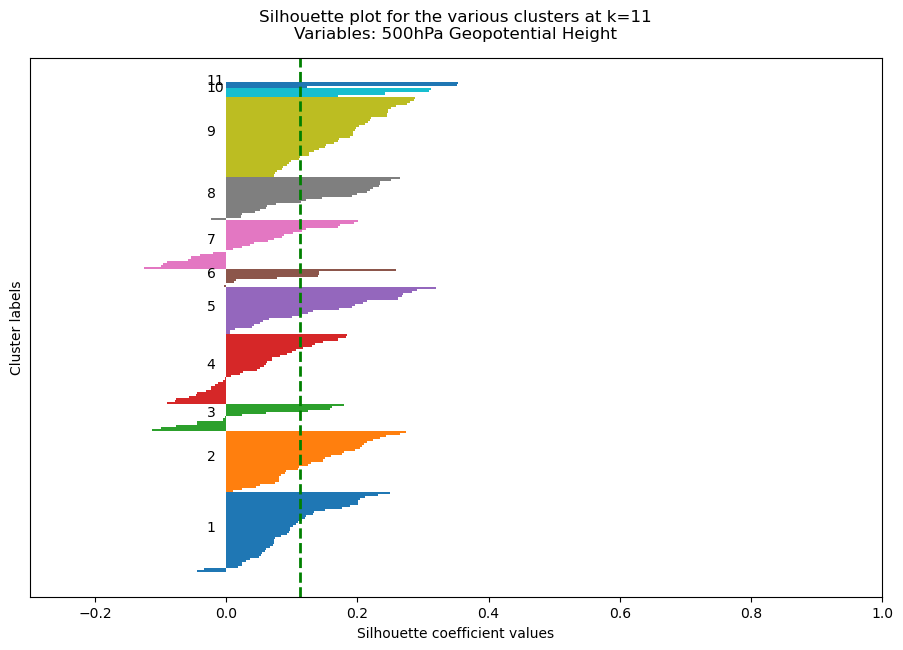 Silhouette plot for the various clusters at k=11
Variables: 500hPa Geopotential Height
Cluster labels
11
10
9
8
7
6
5
4
3
2
1
−0.2 0.0 0.2 0.4 0.6 0.8 1.0
Silhouette coefficient values